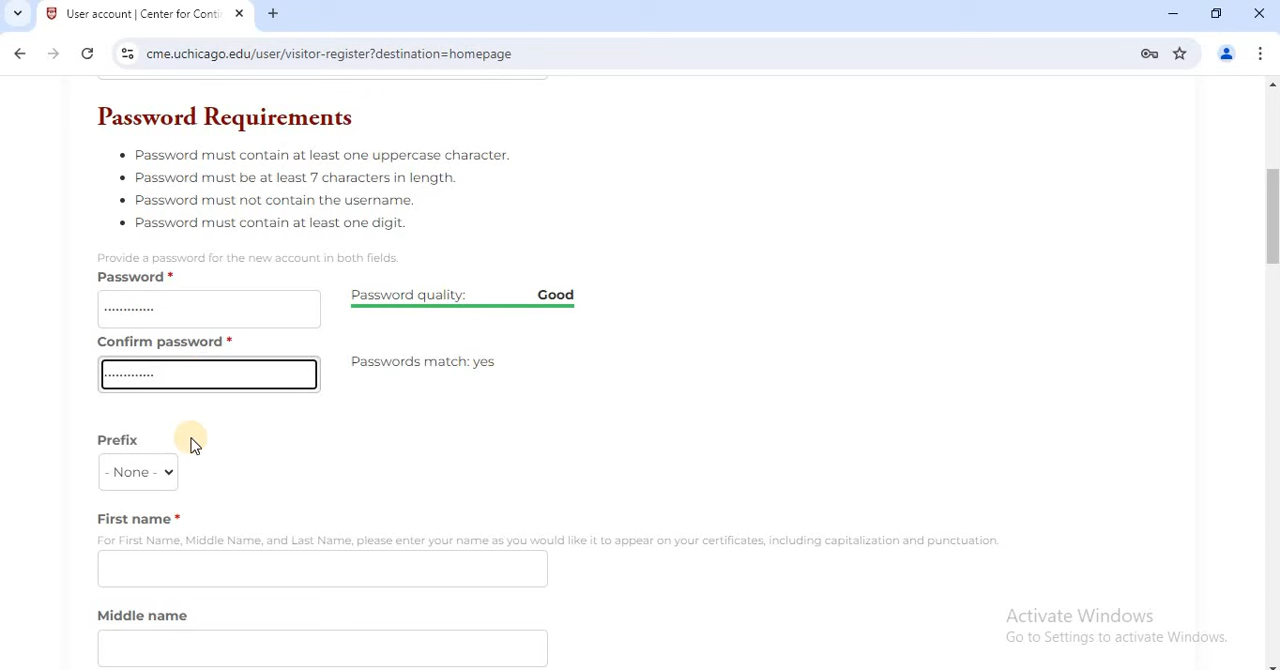 User account | Center for Conti
cme.uchicago.edu/user/visitor-register?destination=homepage
Password Requirements
Password must contain at least one uppercase character.
Password must be at least 7 characters in length.
Password must not contain the username.
Password must contain at least one digit.
Provide a password for the new account in both fields.
Password *
Password quality: Good
Confirm password *
Passwords match: yes
Prefix
- None -
First name *
For First Name, Middle Name, and Last Name, please enter your name as you would like it to appear on your certificates, including capitalization and punctuation.
Middle name
Activate Windows
Go to Settings to activate Windows.